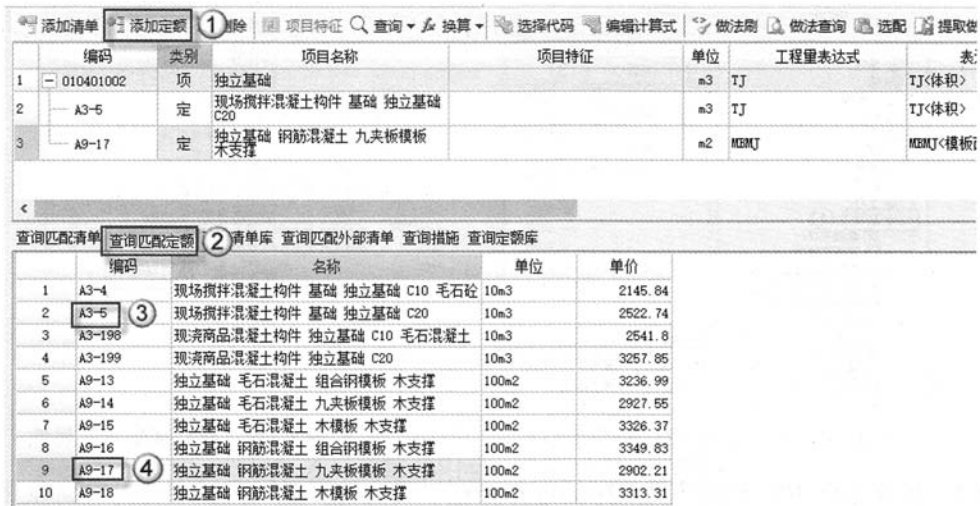 添加清单 添加定额 ① 删除 项目特征 查询 fx 换算 选择代码 编辑计算式 做法刷 做法查询 选配 提取做
编码 类别 项目名称 项目特征 单位 工程量表达式 表
1 010401002 项 独立基础 m3 TJ TJ<体积>
2 A3-5 定 现场搅拌混凝土构件 基础 独立基础 C20 m3 TJ TJ<体积>
3 A9-17 定 独立基础 钢筋混凝土 九夹板模板 木支撑 m2 MBMJ MBMJ<模板
查询匹配清单 查询匹配定额 ② 清单库 查询匹配外部清单 查询措施 查询定额库
编码 名称 单位 单价
1 A3-4 现场搅拌混凝土构件 基础 独立基础 C10 毛石砼 10m3 2145.84
2 A3-5 ③ 现场搅拌混凝土构件 基础 独立基础 C20 10m3 2522.74
3 A3-198 现浇商品混凝土构件 独立基础 C10 毛石混凝土 10m3 2541.8
4 A3-199 现浇商品混凝土构件 独立基础 C20 10m3 3257.85
5 A9-13 独立基础 毛石混凝土 组合钢模板 木支撑 100m2 3236.99
6 A9-14 独立基础 毛石混凝土 九夹板模板 木支撑 100m2 2927.55
7 A9-15 独立基础 毛石混凝土 木模板 木支撑 100m2 3326.37
8 A9-16 独立基础 钢筋混凝土 组合钢模板 木支撑 100m2 3349.83
9 A9-17 ④ 独立基础 钢筋混凝土 九夹板模板 木支撑 100m2 2902.21
10 A9-18 独立基础 钢筋混凝土 木模板 木支撑 100m2 3313.31